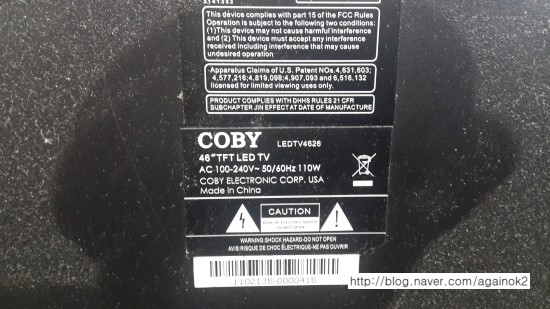 This device complies with part 15 of the FCC Rules
Operation is subject to the following two conditions:
(1)This device may not cause harmful interference
and (2) This device must accept any interference
received including interference that may cause
undesired operation
Apparatus Claims of U.S. Patent NOs.4,631,603;
4,577,216;4,819,098;4,907,093 and 6,516,132
licensed for limited viewing uses only.
PRODUCT COMPLIES WITH DHHS RULES 21 CFR
SUBCHAPTER JIN EFFECT AT DATE OF MANUFACTURE
COBY LEDTV4626
46"TFT LED TV
AC 100-240V~ 50/60Hz 110W
COBY ELECTRONIC CORP. USA
Made in China
CAUTION
WARNING:SHOCK HAZARD-DO NOT OPEN
AVIS:RISQUE DE CHOC ÉLECTRIQUE-NE PAS OUVRIR
110213B 000041B
http://blog.naver.com/againok2